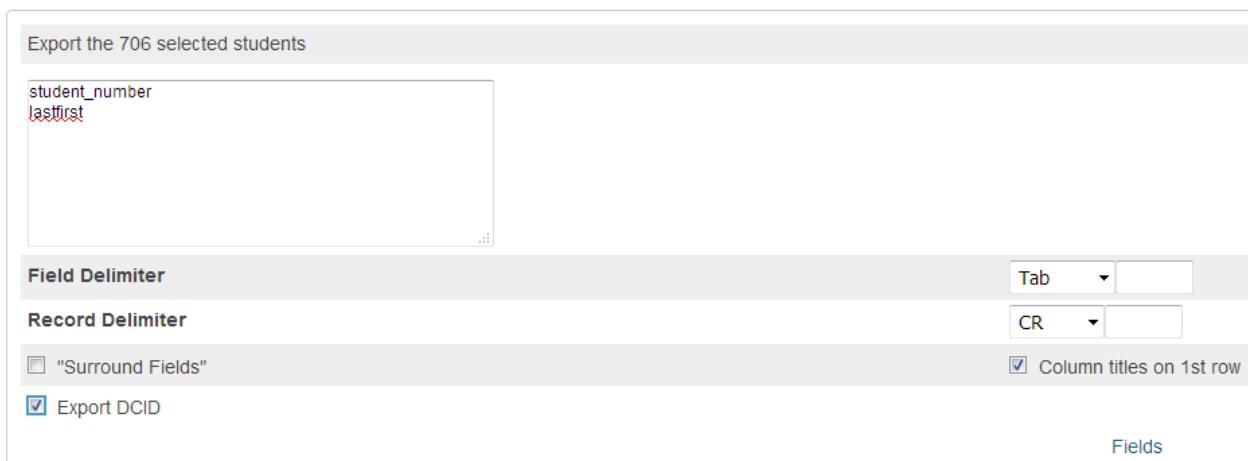 Export the 706 selected students
student_number
lastfirst
Field Delimiter
Tab
Record Delimiter
CR
"Surround Fields"
Column titles on 1st row
Export DCID
Fields